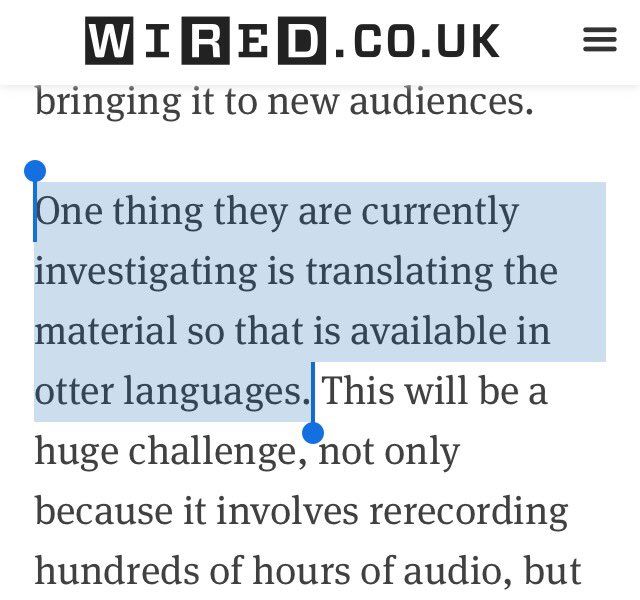 WIRED.CO.UK
bringing it to new audiences.
One thing they are currently
investigating is translating the
material so that is available in
otter languages. This will be a
huge challenge, not only
because it involves rerecording
hundreds of hours of audio, but